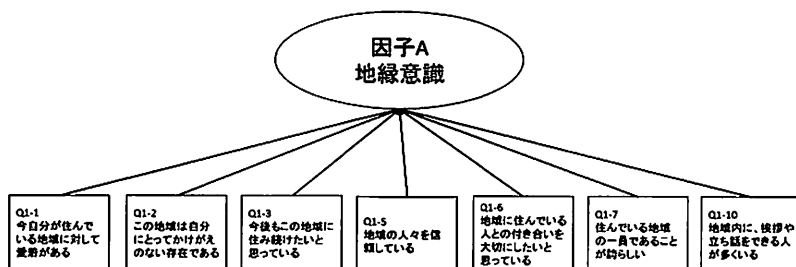 因子A
地縁意識
Q1-1
今自分が住んで
いる地域に対して
愛着がある
Q1-2
この地域は自分
にとってかけがえ
のない存在である
Q1-3
今後もこの地域に
住み続けたいと
思っている
Q1-5
地域の人々を信
頼している
Q1-6
地域に住んでいる
人との付き合いを
大切にしたいと
思っている
Q1-7
住んでいる地域
の一員であること
が誇らしい
Q1-10
地域内に、挨拶や
立ち話をできる人
が多くいる